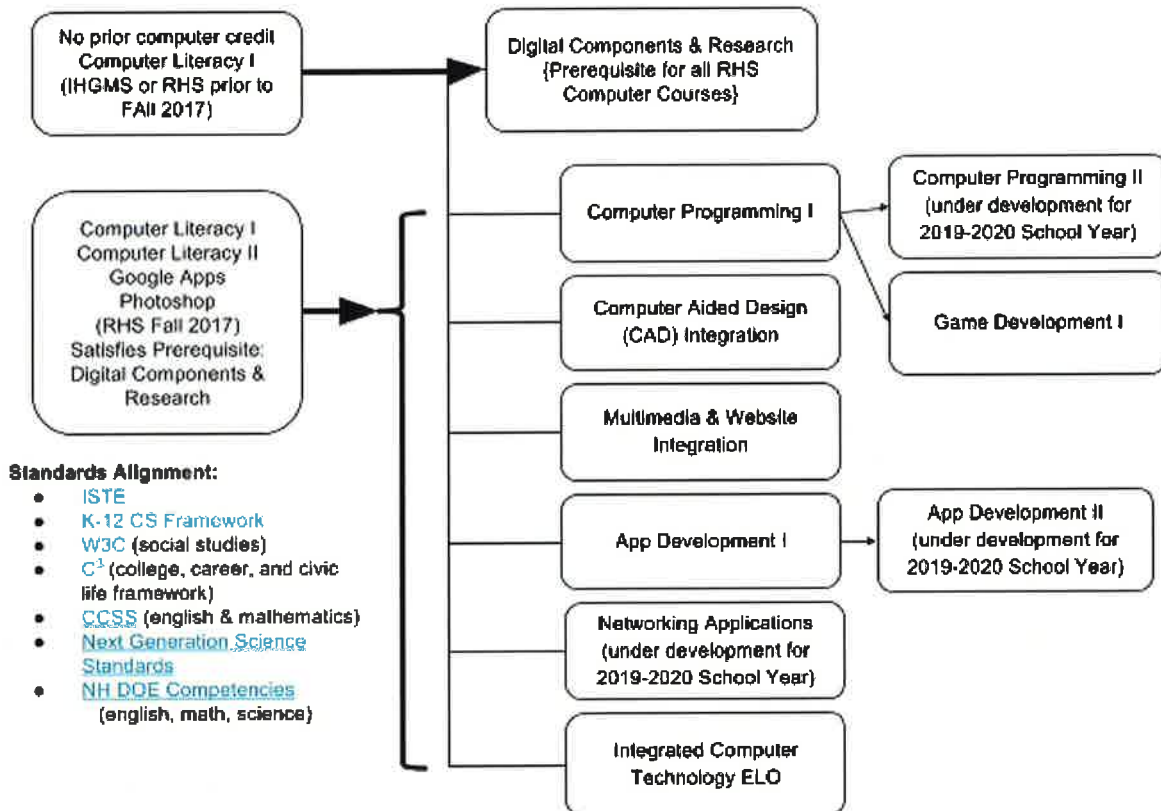 No prior computer credit
Computer Literacy I
(IHGMS or RHS prior to
FAll 2017)
Digital Components & Research
{Prerequisite for all RHS
Computer Courses}
Computer Literacy I
Computer Literacy II
Google Apps
Photoshop
(RHS Fall 2017)
Satisfies Prerequisite:
Digital Components &
Research
Computer Programming I
Computer Programming II
(under development for
2019-2020 School Year)
Game Development I
Computer Aided Design
(CAD) Integration
Multimedia & Website
Integration
App Development I
App Development II
(under development for
2019-2020 School Year)
Networking Applications
(under development for
2019-2020 School Year)
Integrated Computer
Technology ELO
Standards Alignment:
● ISTE
● K-12 CS Framework
● W3C (social studies)
● C³ (college, career, and civic
life framework)
● CCSS (english & mathematics)
● Next Generation Science
Standards
● NH DOE Competencies
(english, math, science)